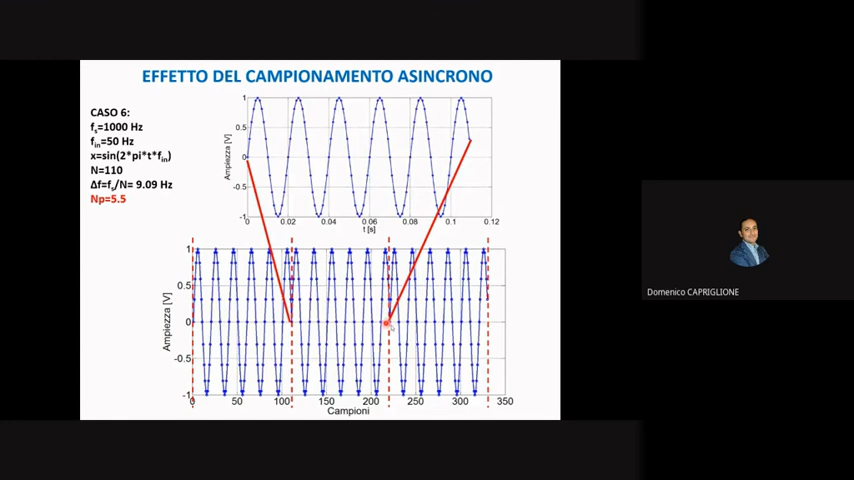 EFFETTO DEL CAMPIONAMENTO ASINCRONO
CASO 6:
fs=1000 Hz
fin=50 Hz
x=sin(2*pi*t*fin)
N=110
Δf=fs/N= 9.09 Hz
Np=5.5
Ampiezza [V]
1
0.5
0
-0.5
-1
0 0.02 0.04 0.06 0.08 0.1 0.12
t [s]
Ampiezza [V]
1
0.5
0
-0.5
-1
0 50 100 150 200 250 300 350
Campioni
Domenico CAPRIGLIONE